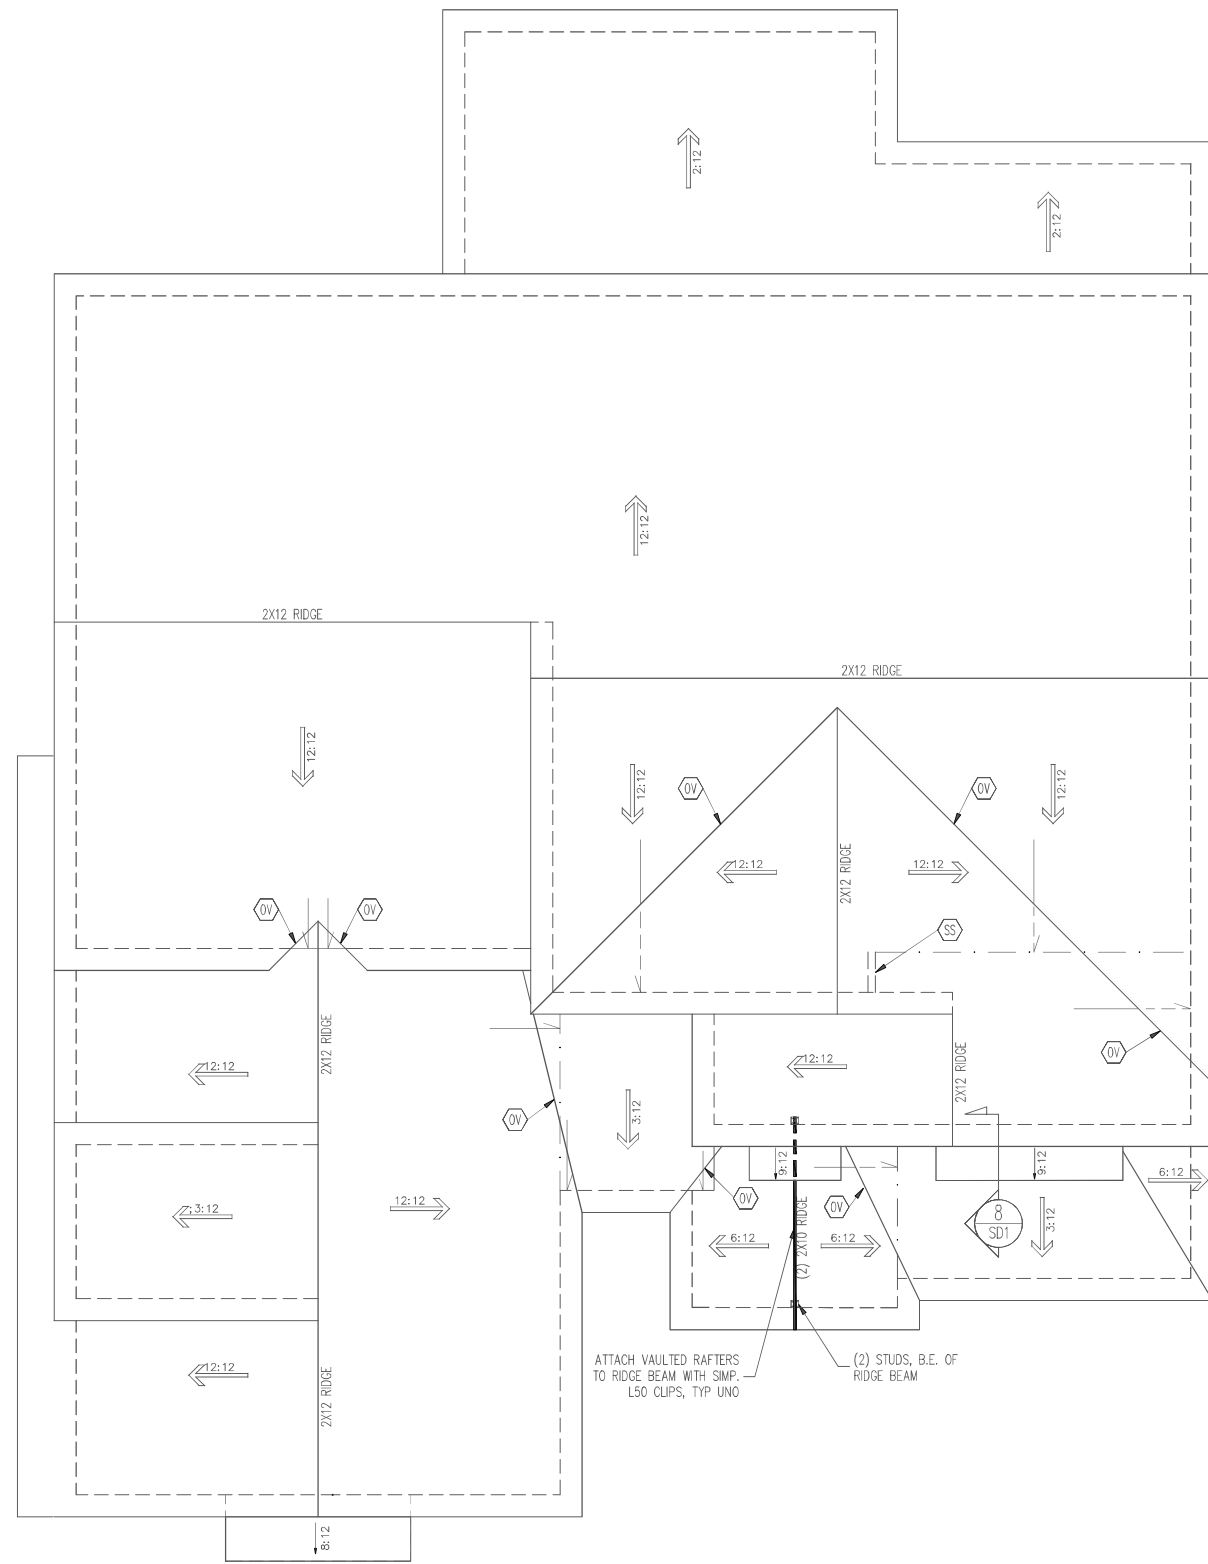 2:12
2:12
12:12
2X12 RIDGE
2X12 RIDGE
12:12
12:12
12:12
OV
OV
12:12
12:12
2X12 RIDGE
OV
OV
SS
2X12 RIDGE
12:12
12:12
2X12 RIDGE
OV
OV
3:12
9:12
9:12
6:12
12:12
3:12
OV
OV
(2) 2X10 RIDGE
8
SD1
3:12
6:12
6:12
ATTACH VAULTED RAFTERS
TO RIDGE BEAM WITH SIMP.
L50 CLIPS, TYP UNO
(2) STUDS, B.E. OF
RIDGE BEAM
12:12
2X12 RIDGE
8:12